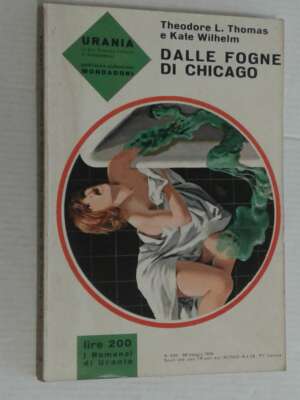 Theodore L. Thomas
e Kate Wilhelm
DALLE FOGNE
DI CHICAGO
URANIA
MONDADORI
lire 200
I Romanzi
di Urania